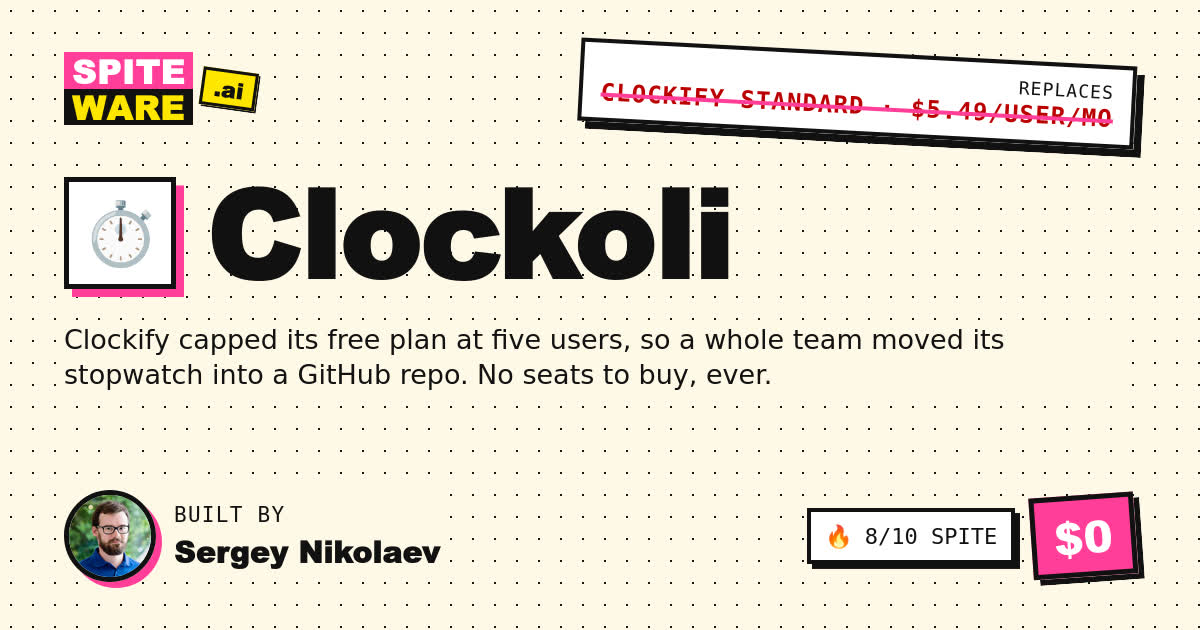 SPITE
WARE
.ai
REPLACES
CLOCKIFY STANDARD · $5.49/USER/MO
Clockoli
Clockify capped its free plan at five users, so a whole team moved its
stopwatch into a GitHub repo. No seats to buy, ever.
BUILT BY
Sergey Nikolaev
🔥 8/10 SPITE
$0